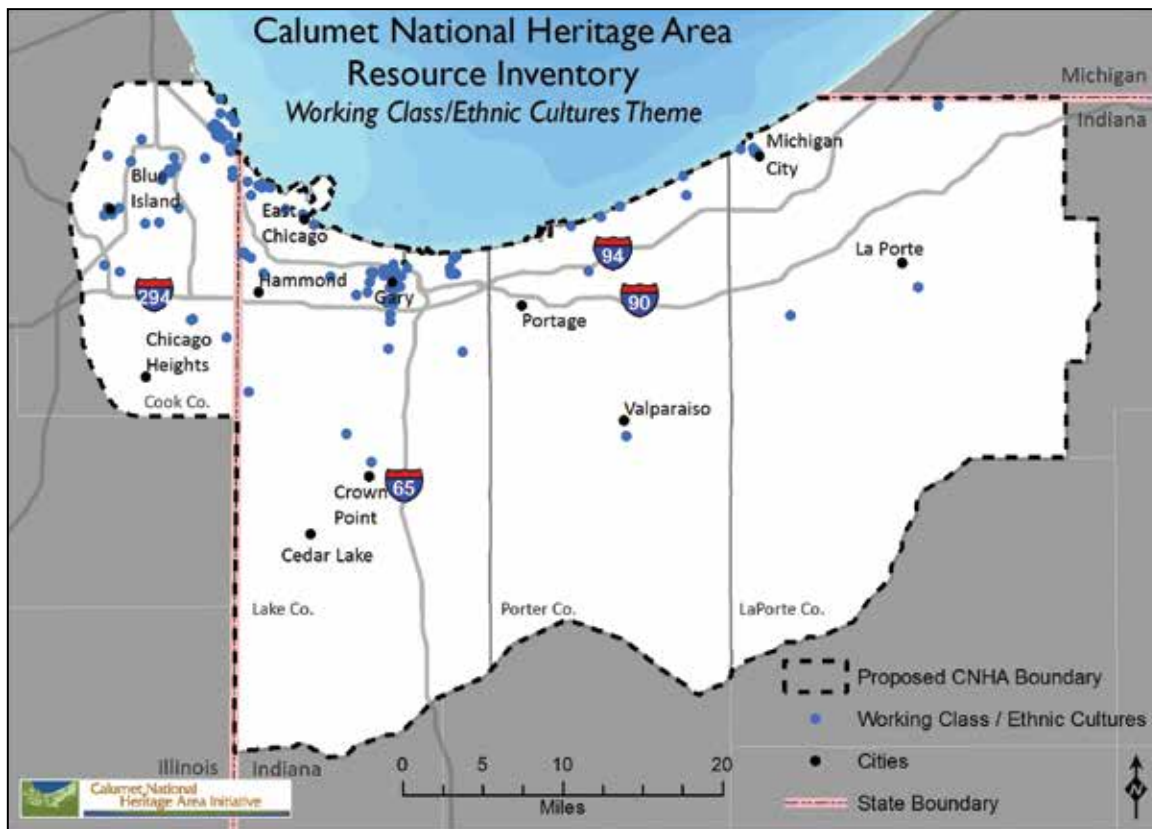 Calumet National Heritage Area
Resource Inventory
Working Class/Ethnic Cultures Theme
Michigan
Indiana
Michigan
City
Blue
Island
East
Chicago
La Porte
94
Hammond
294
Gary
90
Portage
Chicago
Heights
Cook Co.
Valparaiso
65
Crown
Point
Cedar Lake
Lake Co.
Porter Co.
LaPorte Co.
Proposed CNHA Boundary
Working Class / Ethnic Cultures
Cities
State Boundary
Illinois
Indiana
0
5
10
20
Miles
N
Calumet National
Heritage Area Initiative